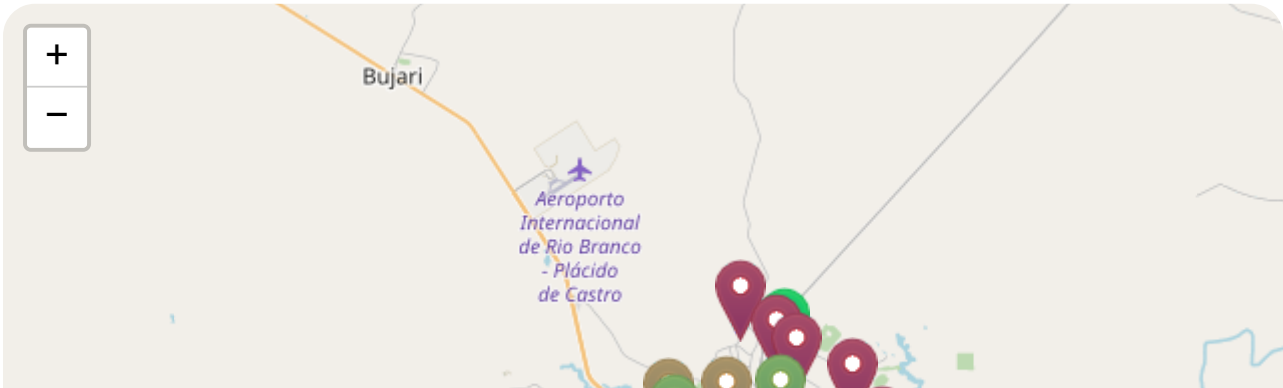 +
−
Bujari
Aeroporto
Internacional
de Rio Branco
- Plácido
de Castro